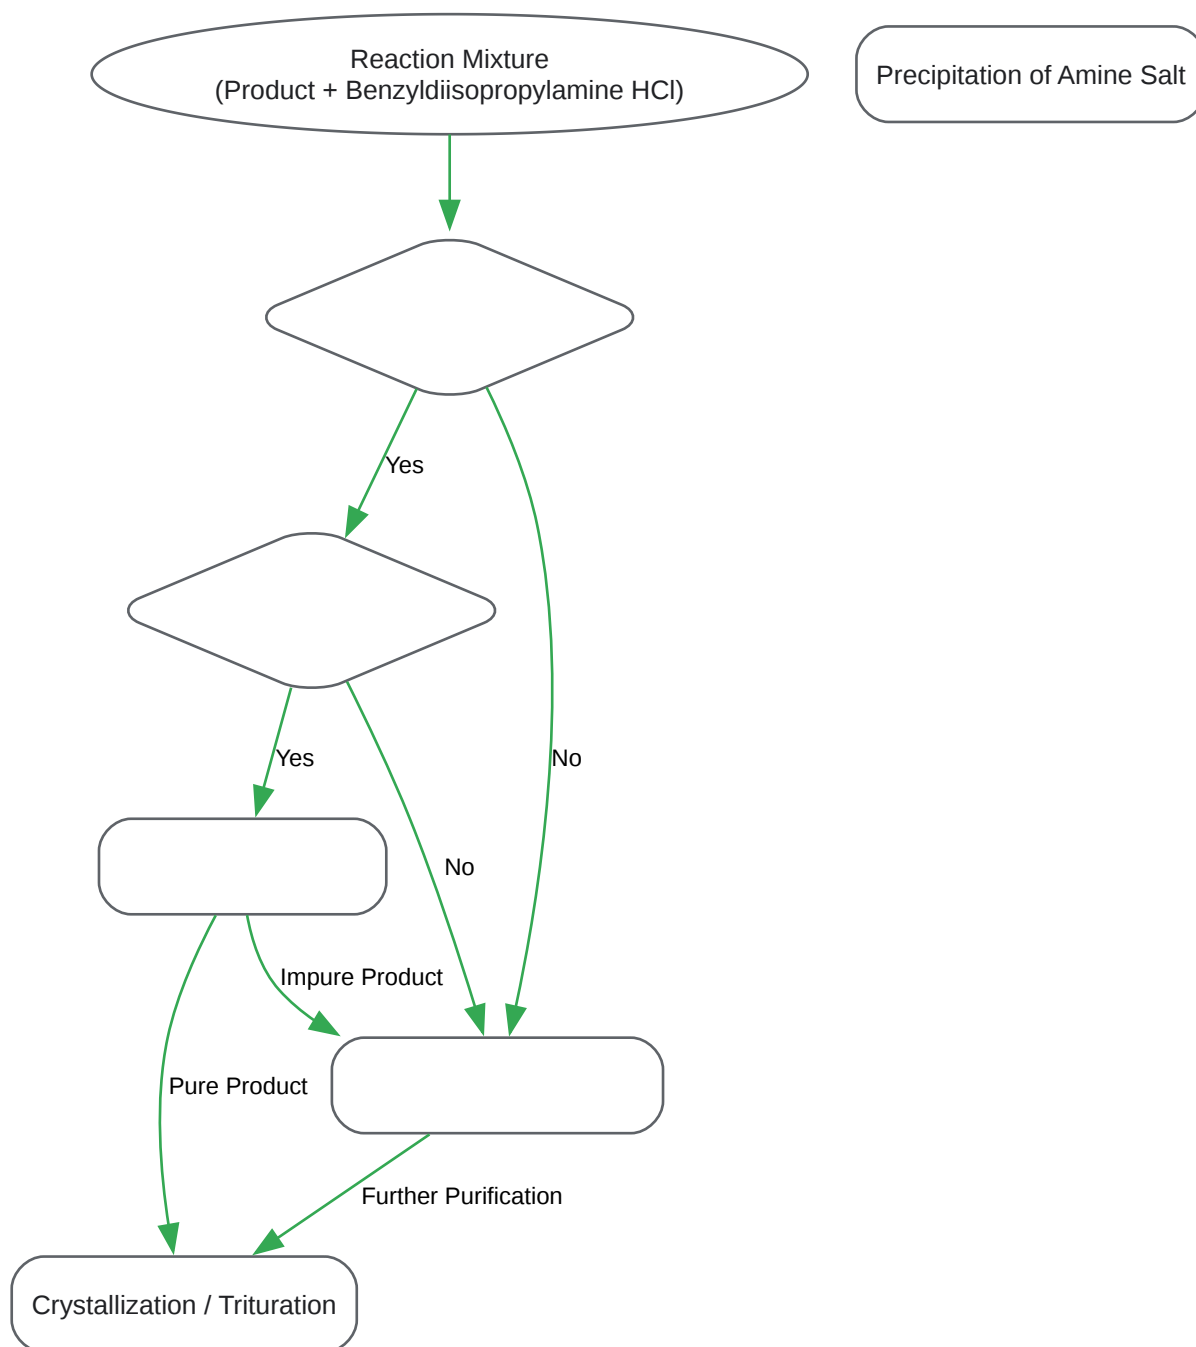 Reaction Mixture
(Product + Benzyldiisopropylamine HCl)
Precipitation of Amine Salt
Yes
Yes
No
No
Impure Product
Pure Product
Further Purification
Crystallization / Trituration